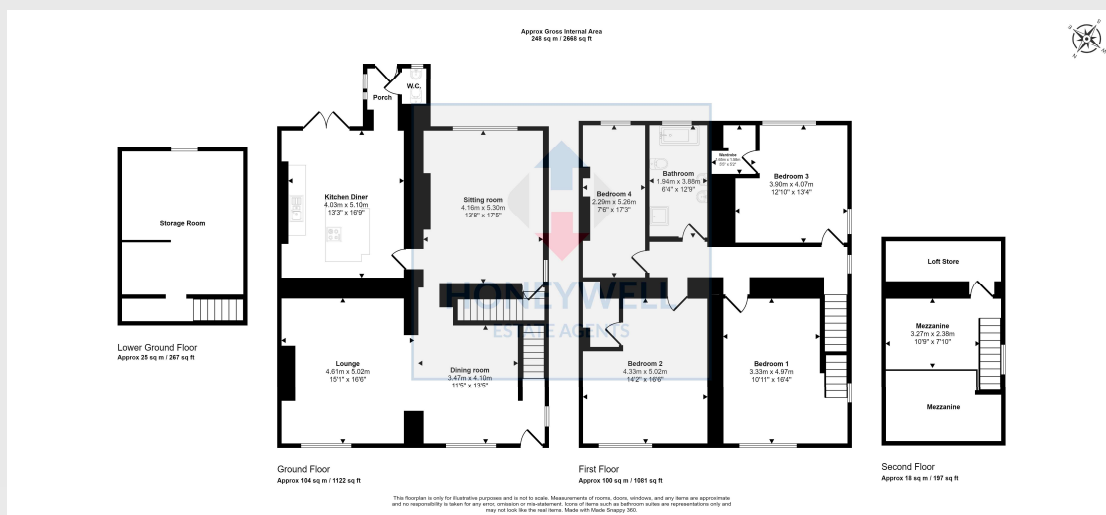 Approx Gross Internal Area
248 sq m / 2668 sq ft
Porch
W.C.
Kitchen Diner
4.03m x 5.10m
13'3" x 16'9"
Sitting room
4.16m x 5.30m
13'8" x 17'5"
Lounge
4.61m x 5.02m
15'1" x 16'6"
Dining room
3.47m x 4.10m
11'5" x 13'5"
Storage Room
Lower Ground Floor
Approx 25 sq m / 267 sq ft
Ground Floor
Approx 104 sq m / 1122 sq ft
Bedroom 4
2.29m x 5.26m
7'6" x 17'3"
Bathroom
1.94m x 3.88m
6'4" x 12'9"
Wardrobe
Bedroom 3
3.90m x 4.07m
12'10" x 13'4"
Bedroom 2
4.33m x 5.02m
14'2" x 16'6"
Bedroom 1
3.33m x 4.97m
10'11" x 16'4"
First Floor
Approx 100 sq m / 1081 sq ft
Loft Store
Mezzanine
3.27m x 2.38m
10'9" x 7'10"
Mezzanine
Second Floor
Approx 18 sq m / 197 sq ft
HONEYWELL
ESTATE AGENTS
This floorplan is only for illustrative purposes and is not to scale. Measurements of rooms, doors, windows, and any items are approximate
and no responsibility is taken for any error, omission or mis-statement. Icons of items such as bathroom suites are representations only and
may not look like the real items. Made with Made Snappy 360.